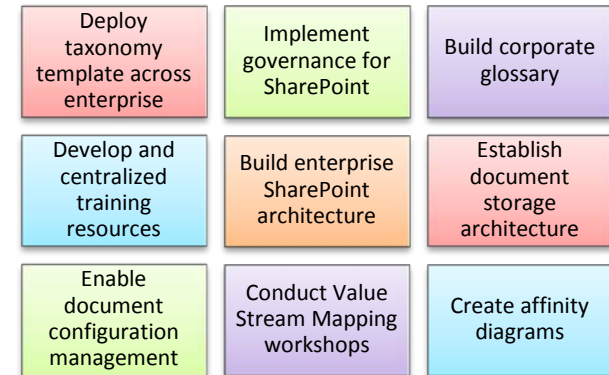 Deploy
taxonomy
template across
enterprise
Implement
governance for
SharePoint
Build corporate
glossary
Develop and
centralized
training
resources
Build enterprise
SharePoint
architecture
Establish
document
storage
architecture
Enable
document
configuration
management
Conduct Value
Stream Mapping
workshops
Create affinity
diagrams